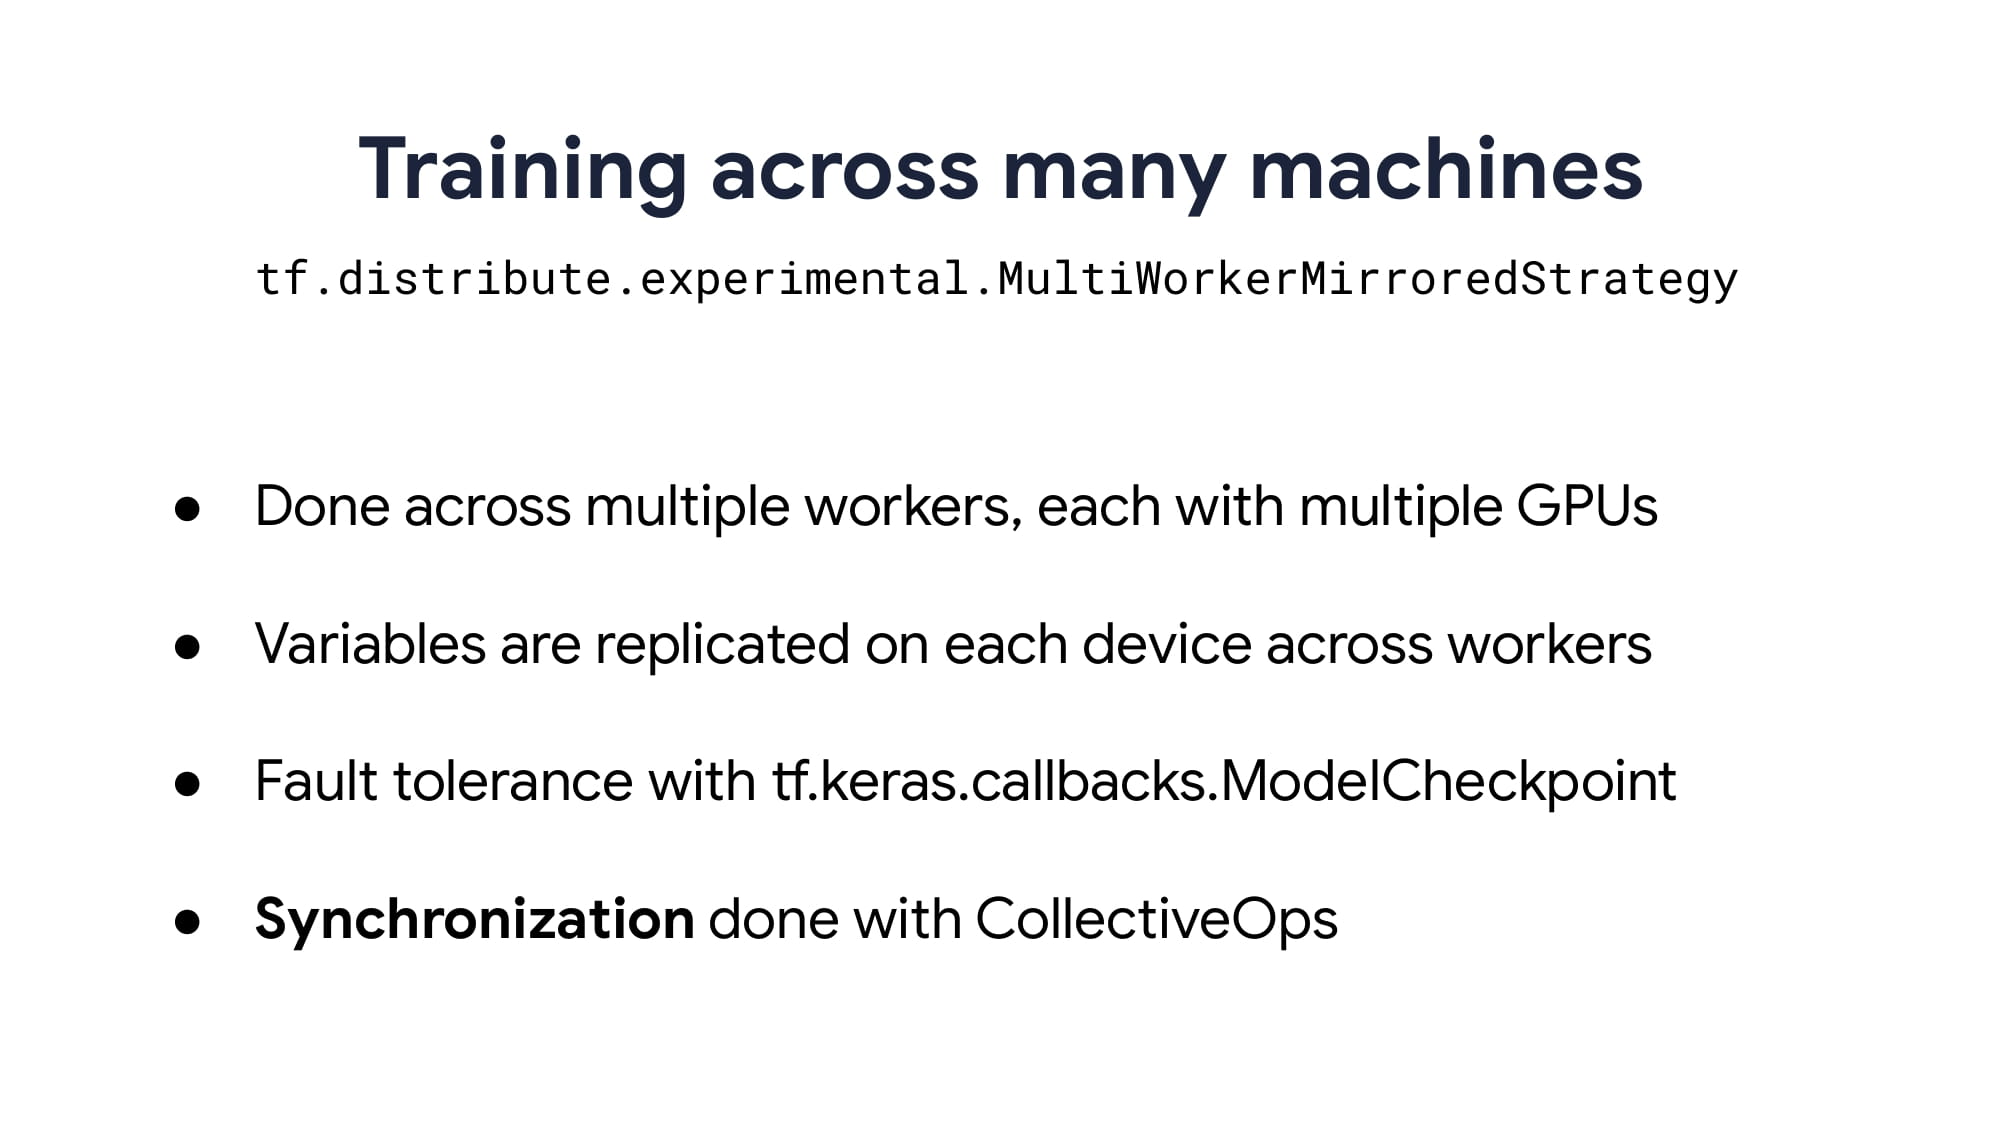 Training across many machines
tf.distribute.experimental.MultiWorkerMirroredStrategy
● Done across multiple workers, each with multiple GPUs
● Variables are replicated on each device across workers
● Fault tolerance with tf.keras.callbacks.ModelCheckpoint
● Synchronization done with CollectiveOps